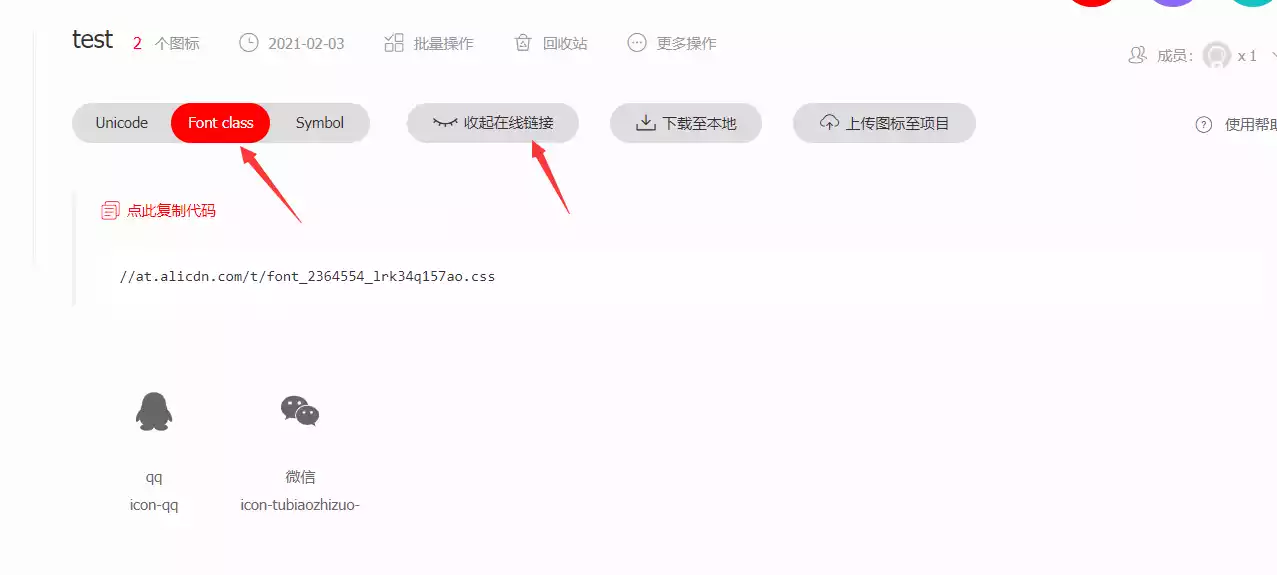 test 2 个图标 2021-02-03 批量操作 回收站 更多操作
成员: x 1
Unicode Font class Symbol 收起在线链接 下载至本地 上传图标至项目 使用帮
点此复制代码
//at.alicdn.com/t/font_2364554_lrk34q157ao.css
qq 微信
icon-qq icon-tubiaozhizuo-